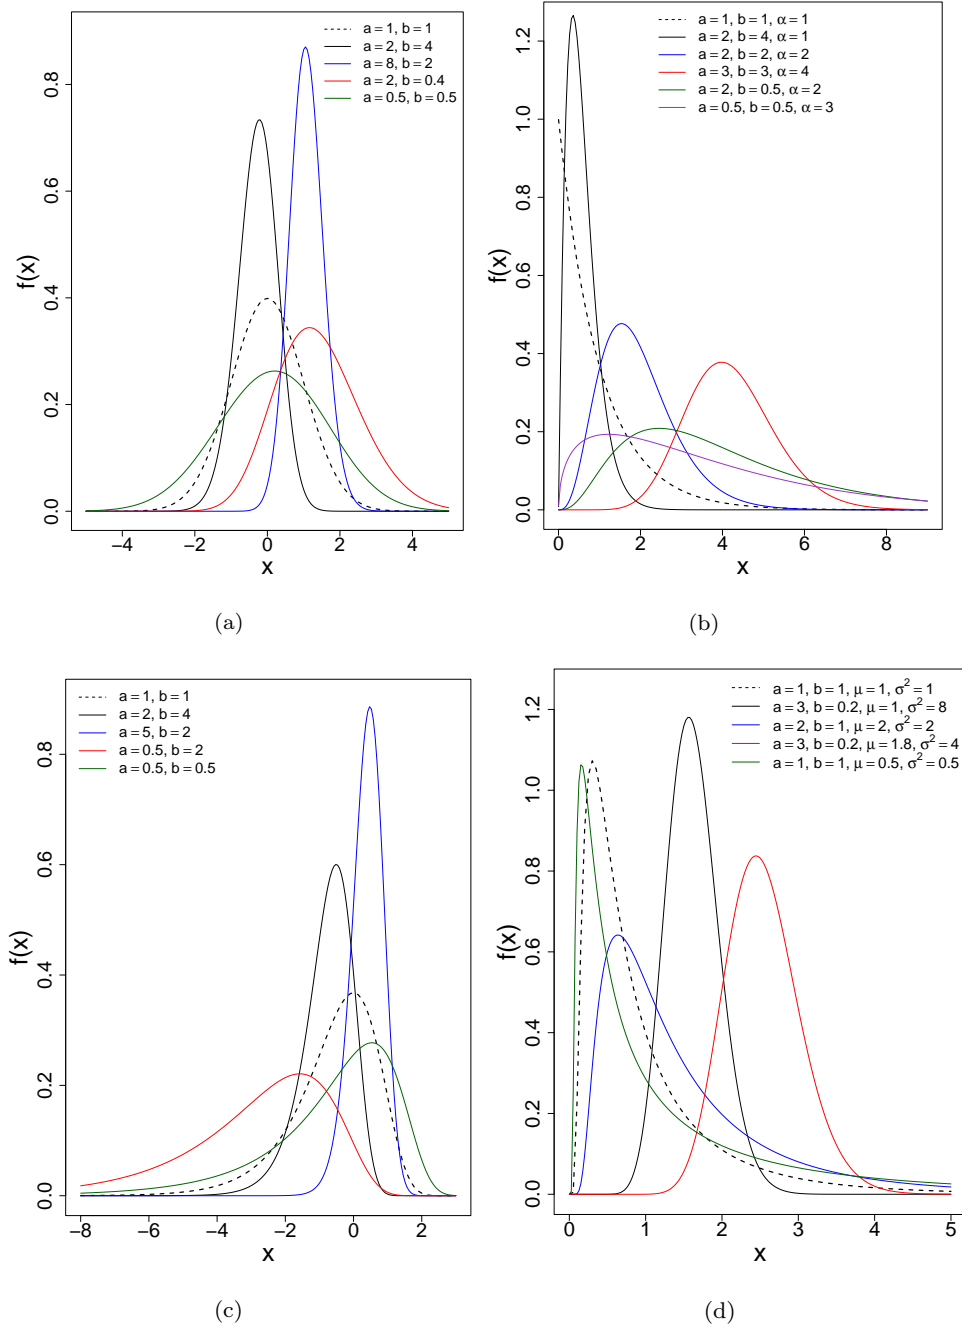 a = 1, b = 1
a = 2, b = 4
a = 8, b = 2
a = 2, b = 0.4
a = 0.5, b = 0.5
f(x)
0.0
0.2
0.4
0.6
0.8
−4
−2
0
2
4
x
(a)
a = 1, b = 1, α = 1
a = 2, b = 4, α = 1
a = 2, b = 2, α = 2
a = 3, b = 3, α = 4
a = 2, b = 0.5, α = 2
a = 0.5, b = 0.5, α = 3
f(x)
0.0
0.2
0.4
0.6
0.8
1.0
1.2
0
2
4
6
8
x
(b)
a = 1, b = 1
a = 2, b = 4
a = 5, b = 2
a = 0.5, b = 2
a = 0.5, b = 0.5
f(x)
0.0
0.2
0.4
0.6
0.8
−8
−6
−4
−2
0
2
x
(c)
a = 1, b = 1, μ = 1, σ² = 1
a = 3, b = 0.2, μ = 1, σ² = 8
a = 2, b = 1, μ = 2, σ² = 2
a = 3, b = 0.2, μ = 1.8, σ² = 4
a = 1, b = 1, μ = 0.5, σ² = 0.5
f(x)
0.0
0.2
0.4
0.6
0.8
1.0
1.2
0
1
2
3
4
5
x
(d)